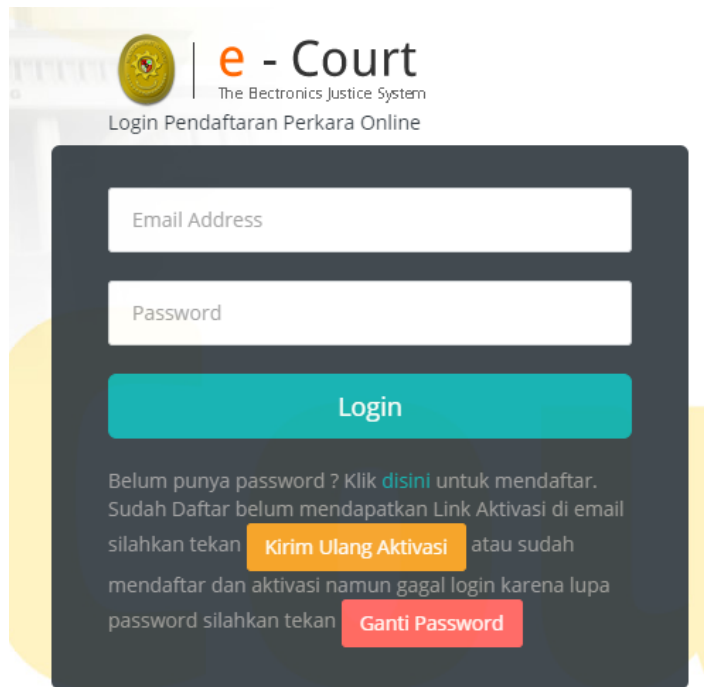 e - Court
The Electronics Justice System
Login Pendaftaran Perkara Online
Email Address
Password
Login
Belum punya password ? Klik disini untuk mendaftar.
Sudah Daftar belum mendapatkan Link Aktivasi di email
silahkan tekan Kirim Ulang Aktivasi atau sudah
mendaftar dan aktivasi namun gagal login karena lupa
password silahkan tekan Ganti Password